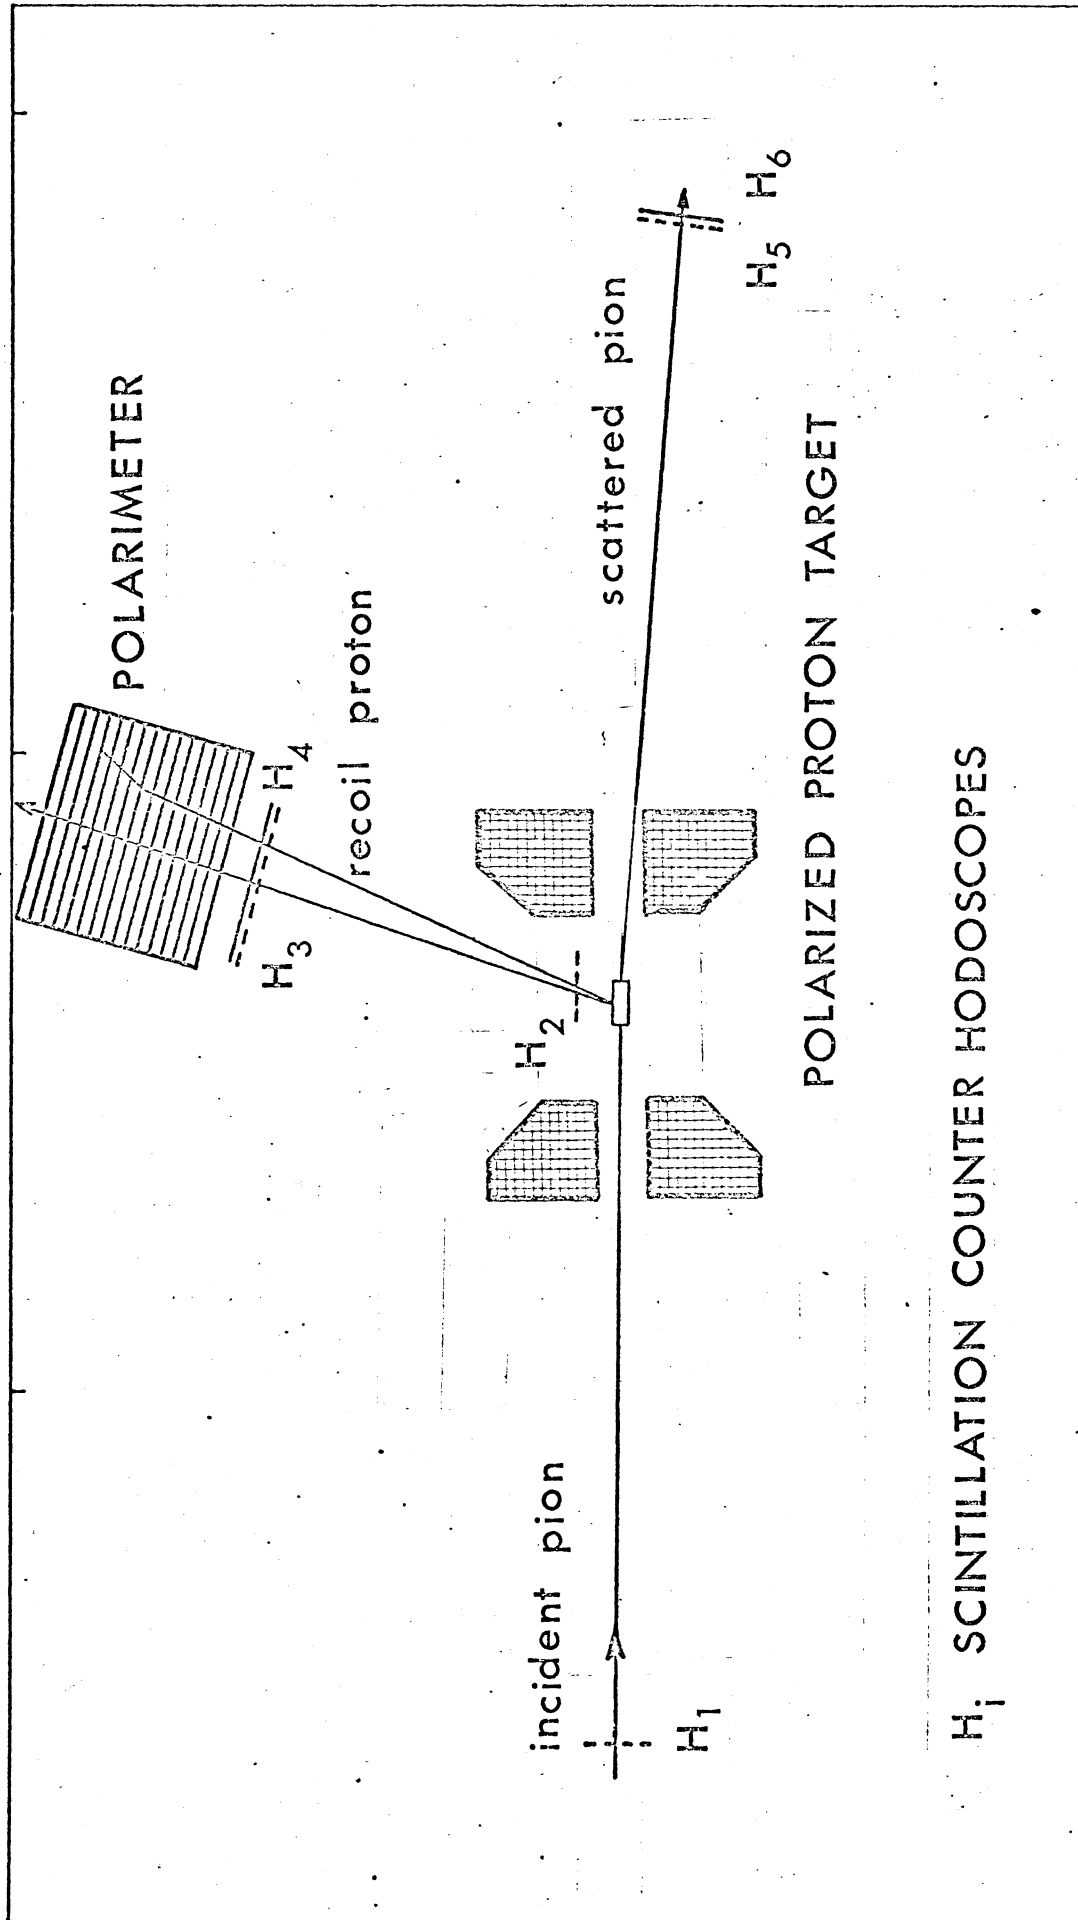 POLARIMETER
recoil proton
H3 H4
H2
incident pion
scattered pion
H1
H5 H6
POLARIZED PROTON TARGET
Hi SCINTILLATION COUNTER HODOSCOPES